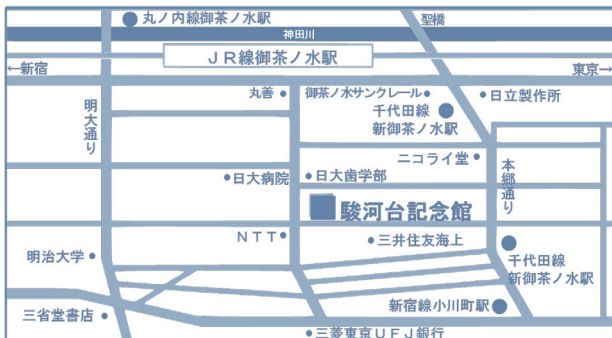 丸ノ内線御茶ノ水駅
聖橋
神田川
JR線御茶ノ水駅
←新宿
東京→
丸善
御茶ノ水サンクレール
日立製作所
千代田線
新御茶ノ水駅
明大通り
ニコライ堂
本郷通り
日大病院
日大歯学部
駿河台記念館
NTT
三井住友海上
明治大学
千代田線
新御茶ノ水駅
新宿線小川町駅
三省堂書店
三菱東京UFJ銀行